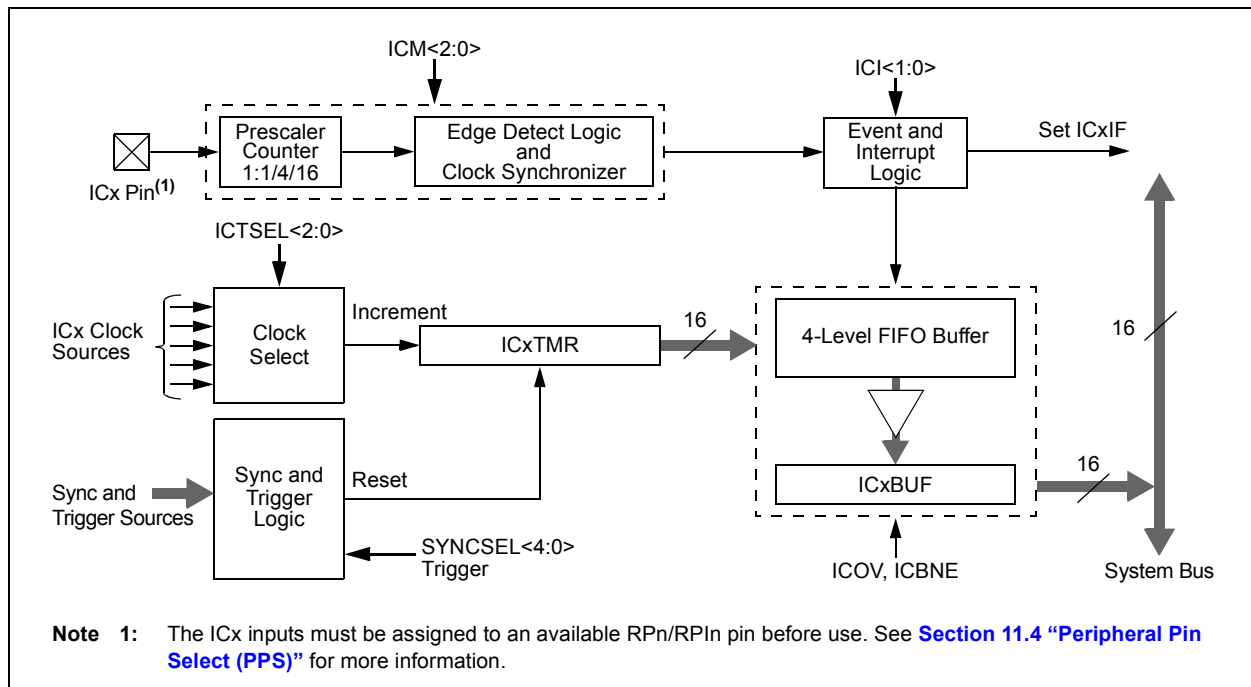 ICM<2:0>
ICI<1:0>
Prescaler
Counter
1:1/4/16
Edge Detect Logic
and
Clock Synchronizer
Event and
Interrupt
Logic
Set ICxIF
ICx Pin(1)
ICTSEL<2:0>
ICx Clock
Sources
Clock
Select
Increment
ICxTMR
16
4-Level FIFO Buffer
16
Sync and
Trigger Sources
Sync and
Trigger
Logic
Reset
ICxBUF
16
SYNCSEL<4:0>
Trigger
ICOV, ICBNE
System Bus
Note 1: The ICx inputs must be assigned to an available RPn/RPIn pin before use. See Section 11.4 “Peripheral Pin
Select (PPS)” for more information.